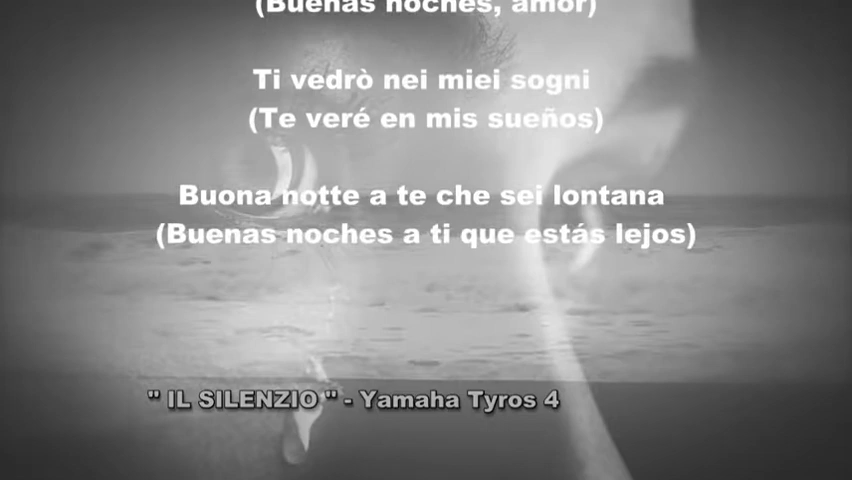 (Buenas noches, amor)
Ti vedrò nei miei sogni
(Te veré en mis sueños)
Buona notte a te che sei lontana
(Buenas noches a ti que estás lejos)
" IL SILENZIO " - Yamaha Tyros 4